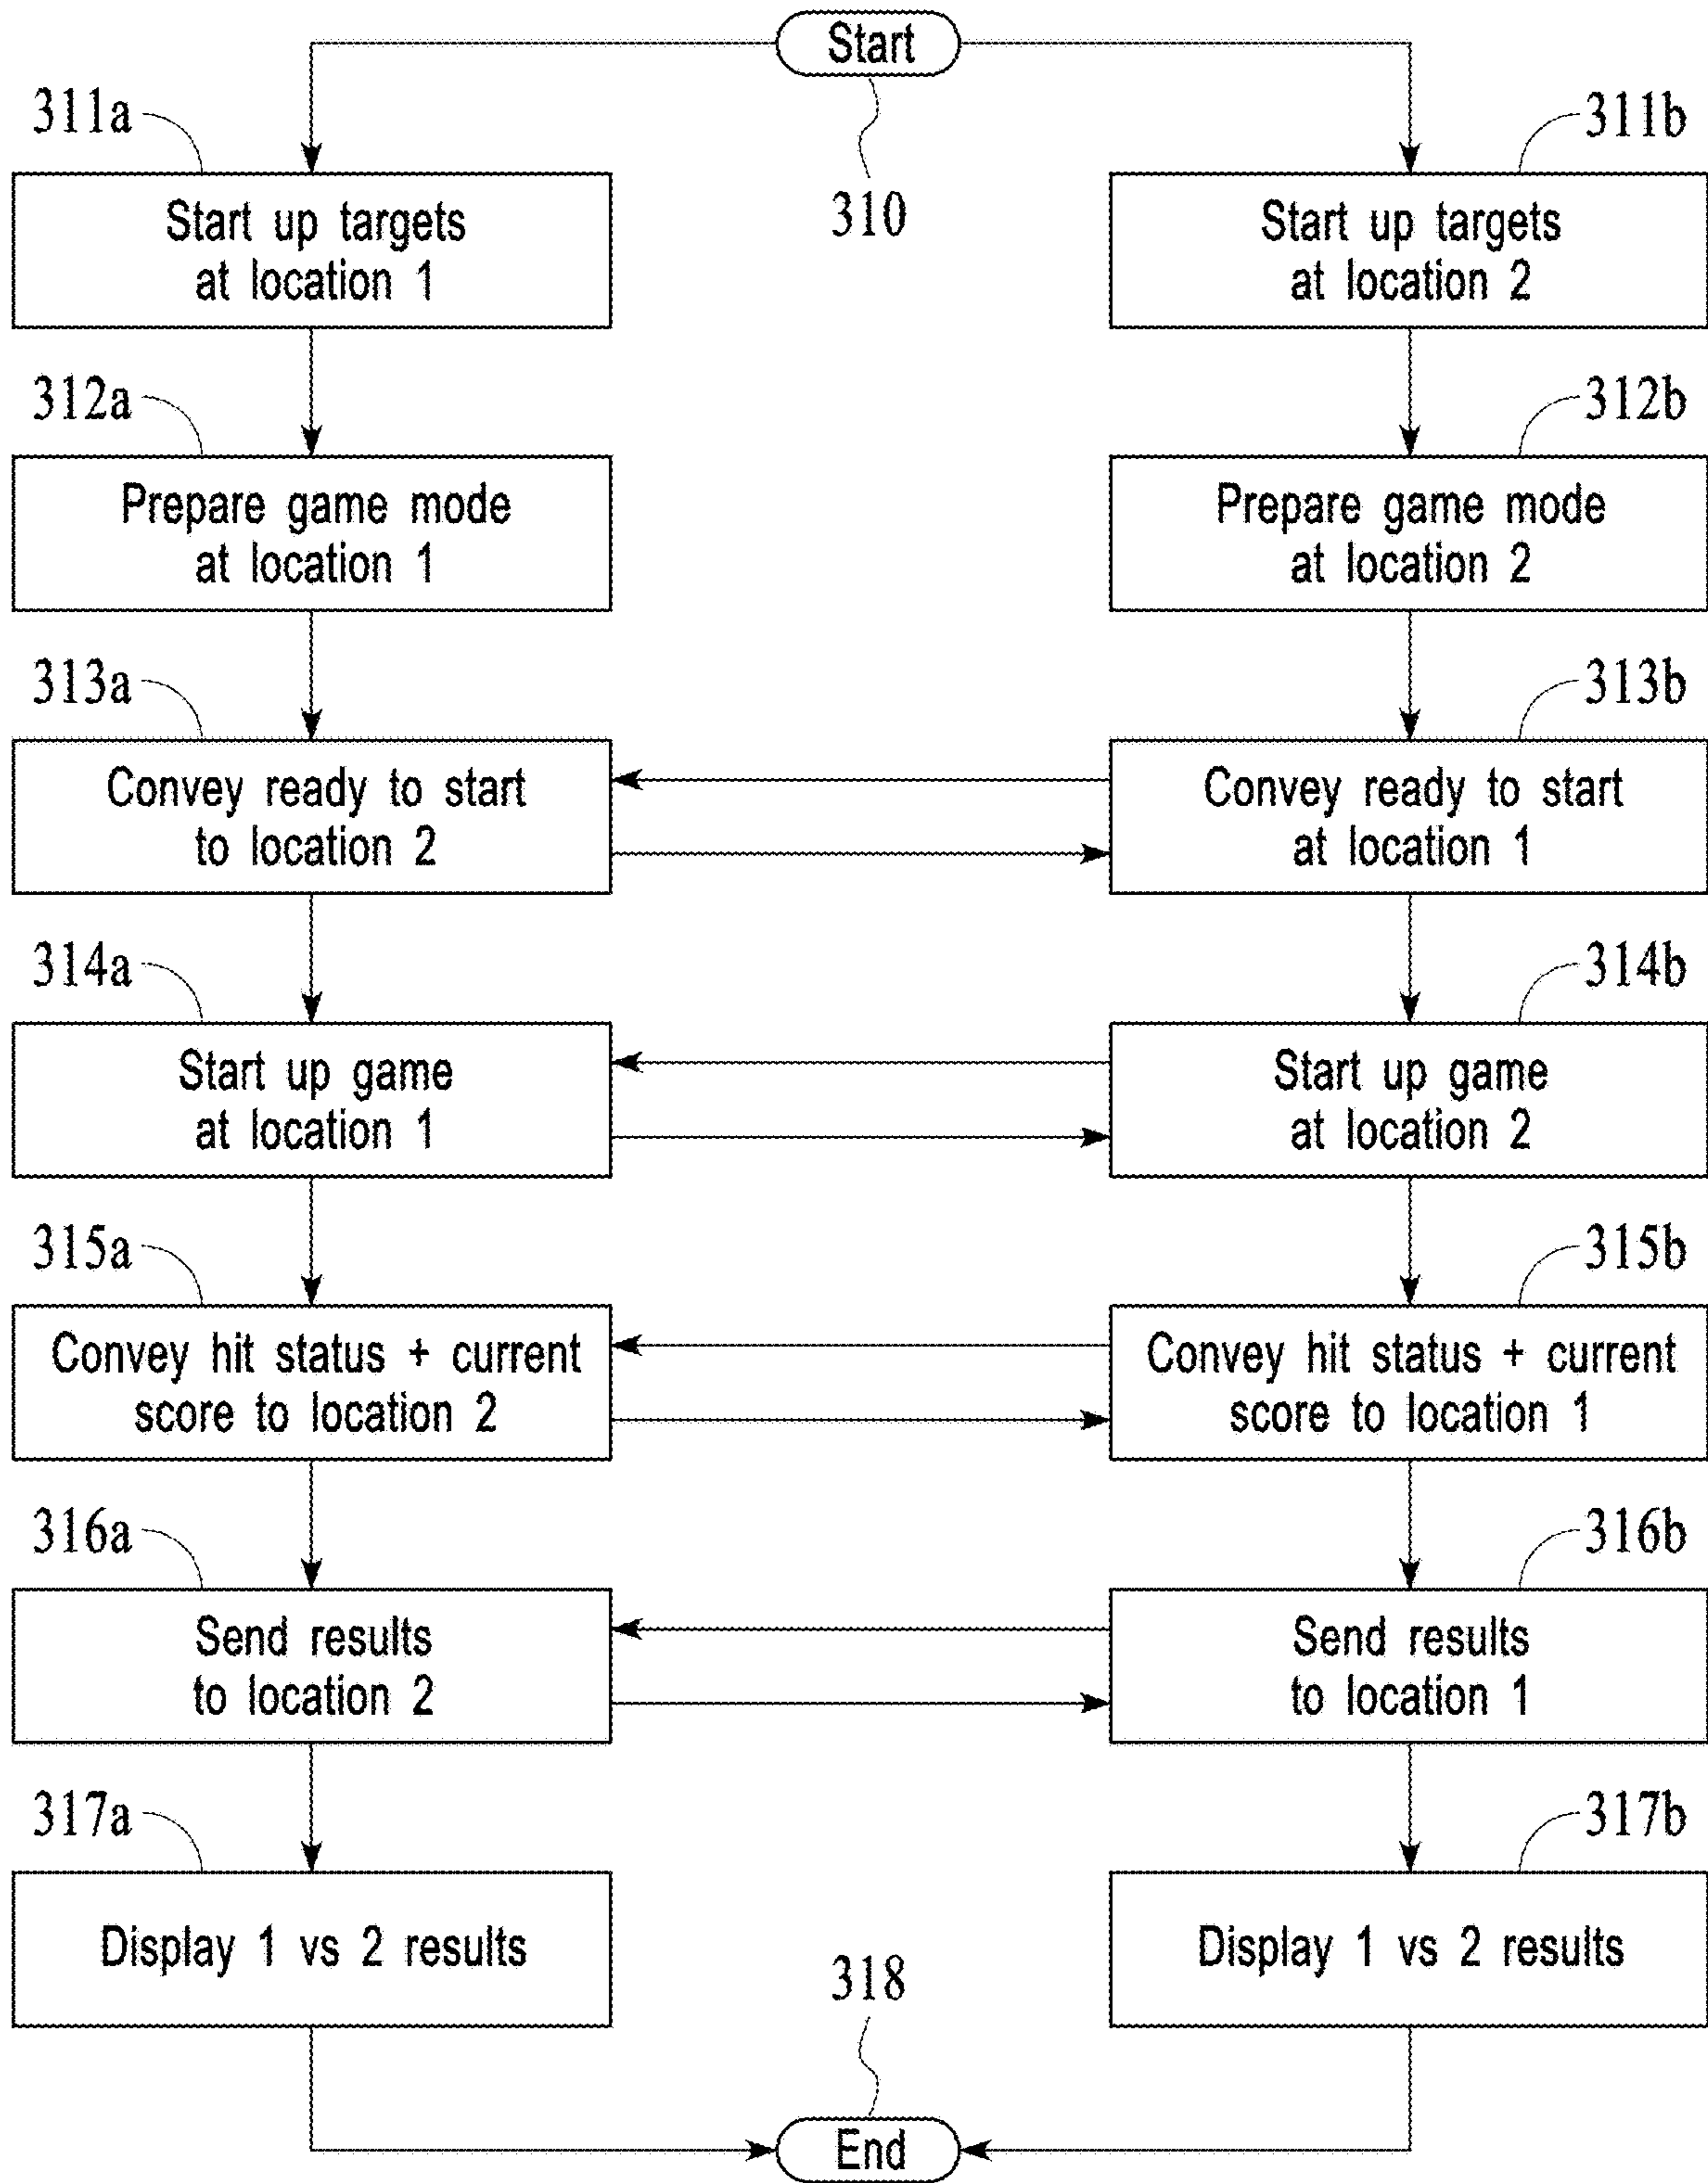 Start
310
311a
Start up targets
at location 1
311b
Start up targets
at location 2
312a
Prepare game mode
at location 1
312b
Prepare game mode
at location 2
313a
Convey ready to start
to location 2
313b
Convey ready to start
at location 1
314a
Start up game
at location 1
314b
Start up game
at location 2
315a
Convey hit status + current
score to location 2
315b
Convey hit status + current
score to location 1
316a
Send results
to location 2
316b
Send results
to location 1
317a
Display 1 vs 2 results
317b
Display 1 vs 2 results
318
End